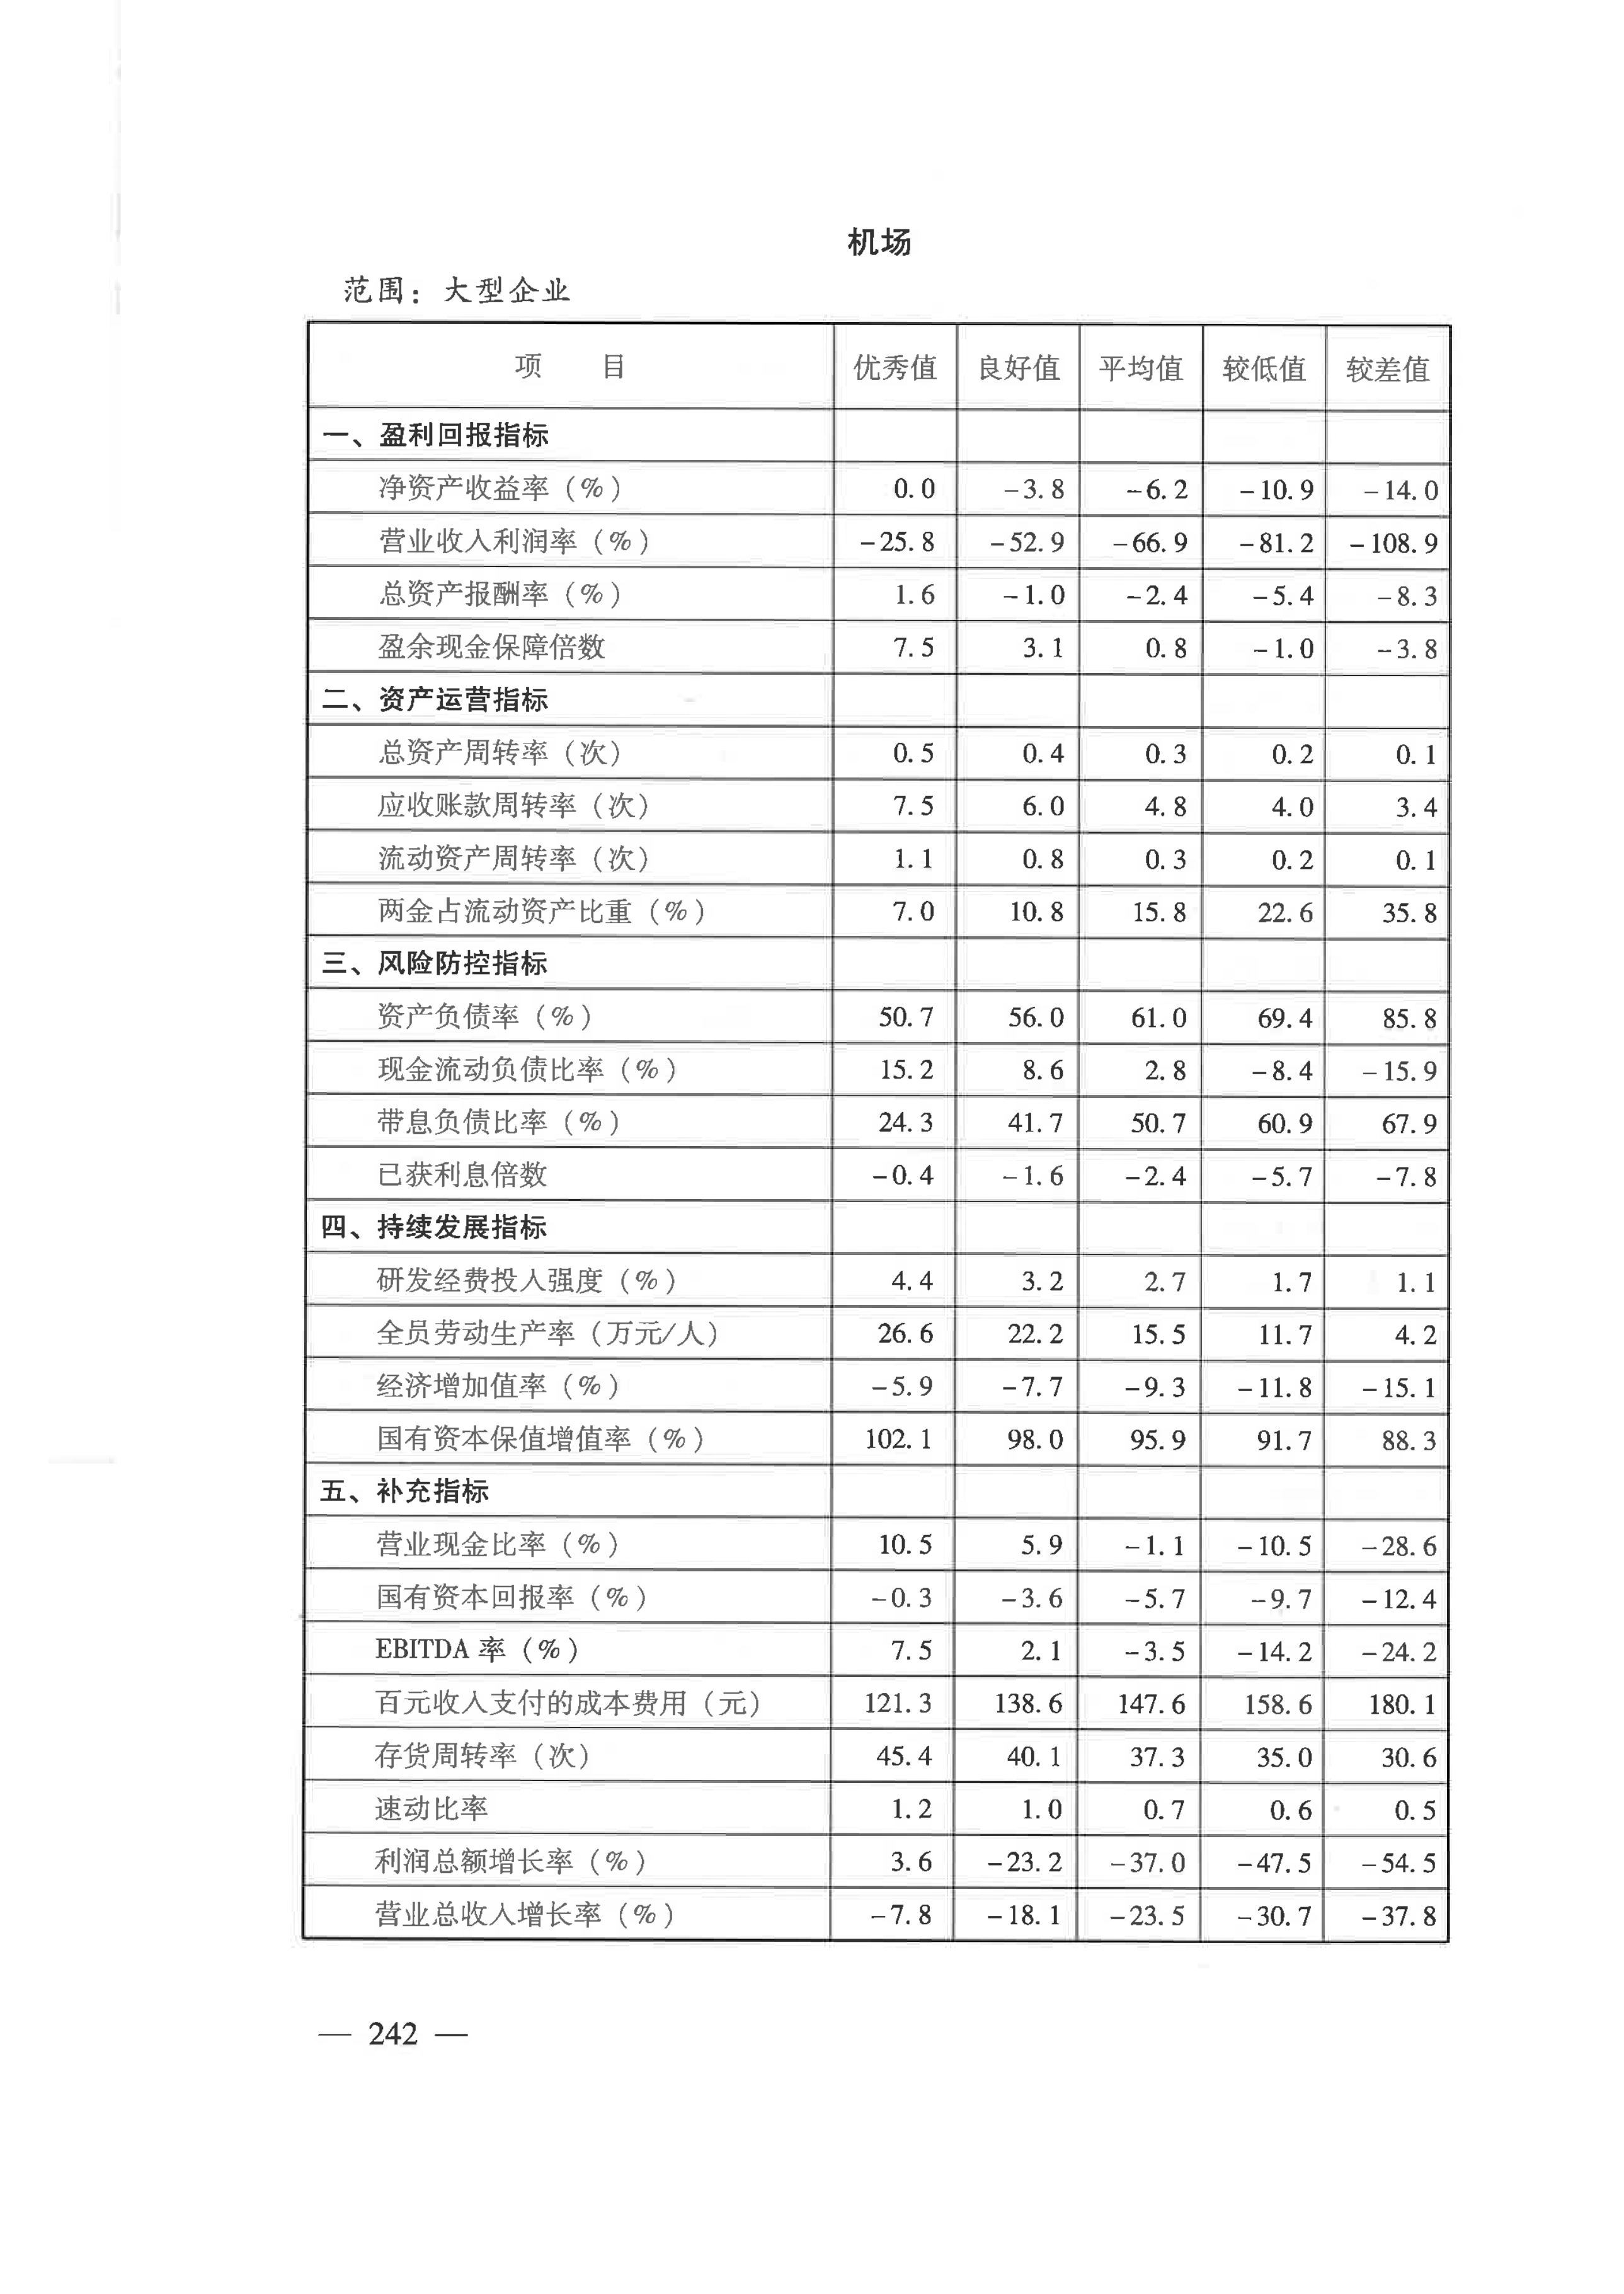 机场
范围：大型企业
项 目 优秀值 良好值 平均值 较低值 较差值
一、盈利回报指标
净资产收益率（%） 0.0 -3.8 -6.2 -10.9 -14.0
营业收入利润率（%） -25.8 -52.9 -66.9 -81.2 -108.9
总资产报酬率（%） 1.6 -1.0 -2.4 -5.4 -8.3
盈余现金保障倍数 7.5 3.1 0.8 -1.0 -3.8
二、资产运营指标
总资产周转率（次） 0.5 0.4 0.3 0.2 0.1
应收账款周转率（次） 7.5 6.0 4.8 4.0 3.4
流动资产周转率（次） 1.1 0.8 0.3 0.2 0.1
两金占流动资产比重（%） 7.0 10.8 15.8 22.6 35.8
三、风险防控指标
资产负债率（%） 50.7 56.0 61.0 69.4 85.8
现金流动负债比率（%） 15.2 8.6 2.8 -8.4 -15.9
带息负债比率（%） 24.3 41.7 50.7 60.9 67.9
已获利息倍数 -0.4 -1.6 -2.4 -5.7 -7.8
四、持续发展指标
研发经费投入强度（%） 4.4 3.2 2.7 1.7 1.1
全员劳动生产率（万元/人） 26.6 22.2 15.5 11.7 4.2
经济增加值率（%） -5.9 -7.7 -9.3 -11.8 -15.1
国有资本保值增值率（%） 102.1 98.0 95.9 91.7 88.3
五、补充指标
营业现金比率（%） 10.5 5.9 -1.1 -10.5 -28.6
国有资本回报率（%） -0.3 -3.6 -5.7 -9.7 -12.4
EBITDA 率（%） 7.5 2.1 -3.5 -14.2 -24.2
百元收入支付的成本费用（元） 121.3 138.6 147.6 158.6 180.1
存货周转率（次） 45.4 40.1 37.3 35.0 30.6
速动比率 1.2 1.0 0.7 0.6 0.5
利润总额增长率（%） 3.6 -23.2 -37.0 -47.5 -54.5
营业总收入增长率（%） -7.8 -18.1 -23.5 -30.7 -37.8
— 242 —